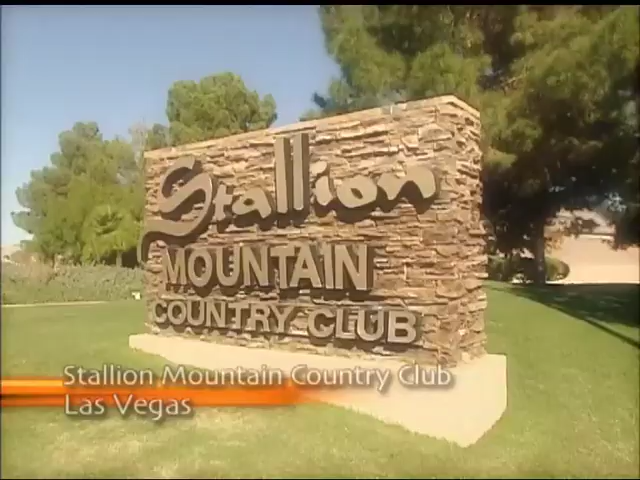 Stallion
MOUNTAIN
COUNTRY CLUB
Stallion Mountain Country Club
Las Vegas